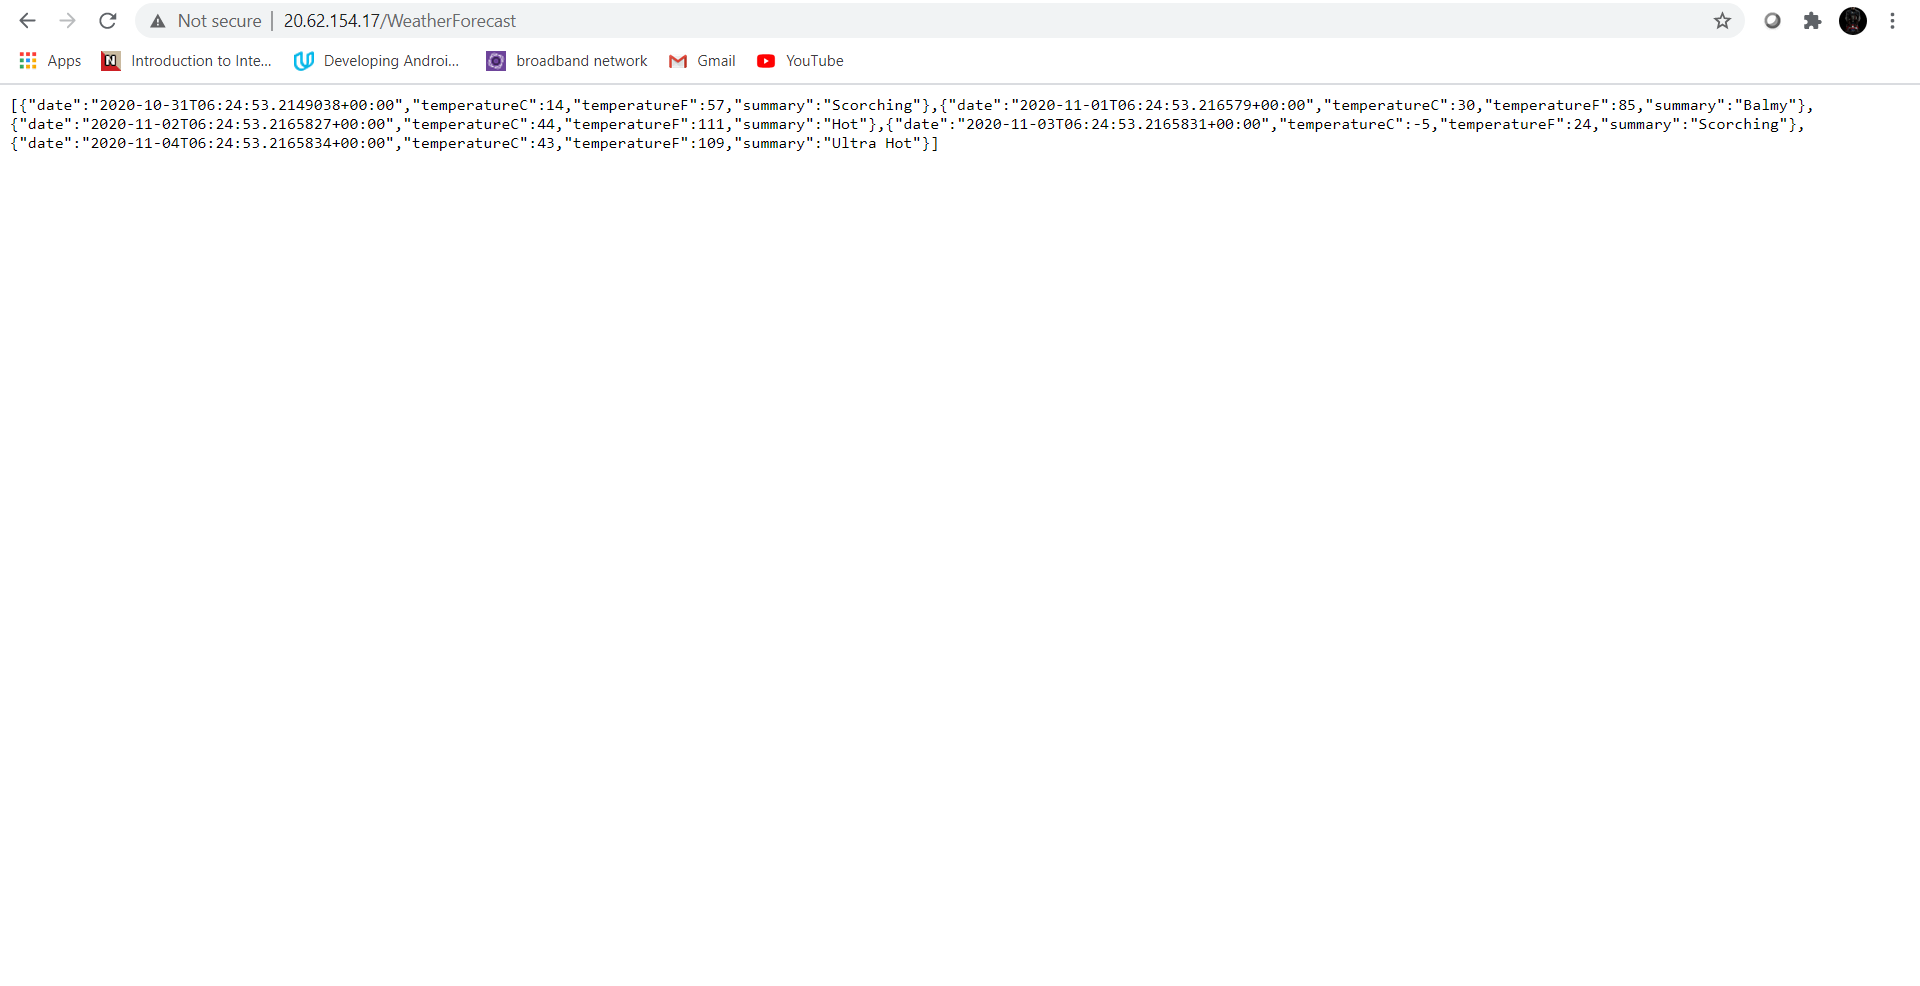 Not secure | 20.62.154.17/WeatherForecast
Apps Introduction to Inte... Developing Androi... broadband network Gmail YouTube
[{"date":"2020-10-31T06:24:53.2149038+00:00","temperatureC":14,"temperatureF":57,"summary":"Scorching"},{"date":"2020-11-01T06:24:53.216579+00:00","temperatureC":30,"temperatureF":85,"summary":"Balmy"},
{"date":"2020-11-02T06:24:53.2165827+00:00","temperatureC":44,"temperatureF":111,"summary":"Hot"},{"date":"2020-11-03T06:24:53.2165831+00:00","temperatureC":-5,"temperatureF":24,"summary":"Scorching"},
{"date":"2020-11-04T06:24:53.2165834+00:00","temperatureC":43,"temperatureF":109,"summary":"Ultra Hot"}]